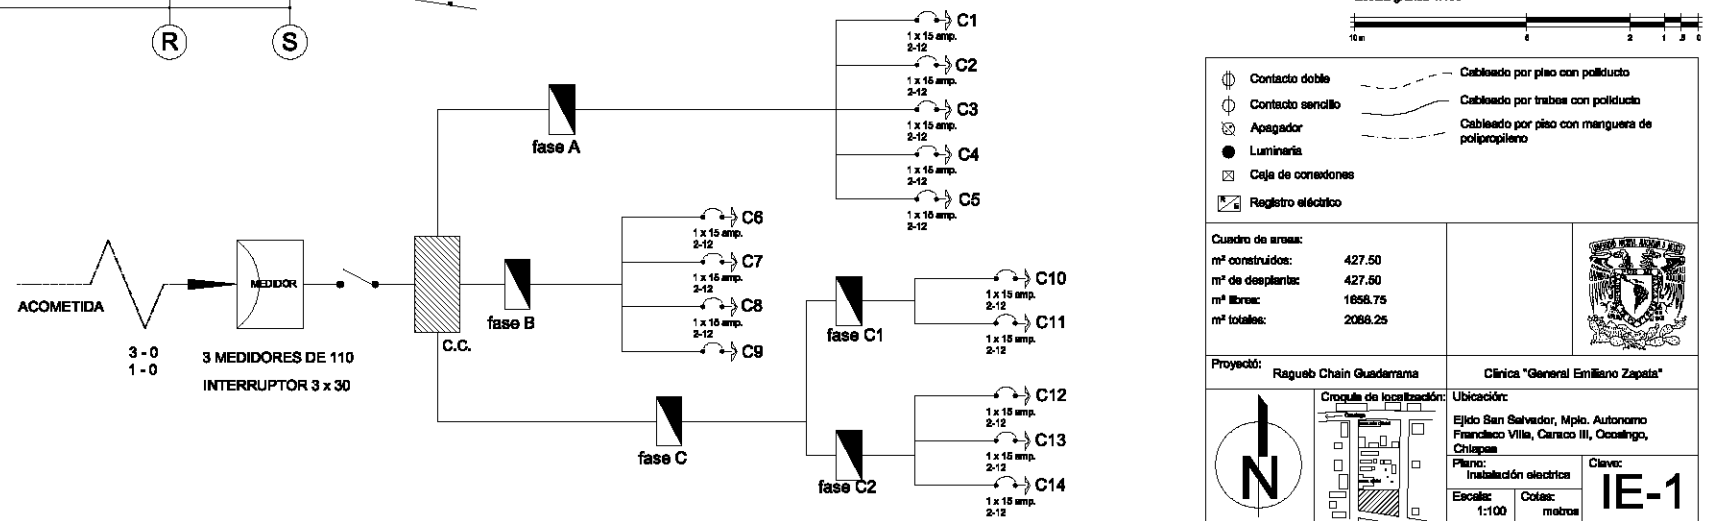 R
S
C1
1 x 15 amp.
2-12
C2
1 x 15 amp.
2-12
C3
1 x 15 amp.
2-12
C4
1 x 15 amp.
2-12
C5
1 x 15 amp.
2-12
fase A
C6
1 x 15 amp.
2-12
C7
1 x 15 amp.
2-12
C8
1 x 15 amp.
2-12
C9
1 x 15 amp.
2-12
fase B
C10
1 x 15 amp.
2-12
C11
1 x 15 amp.
2-12
fase C1
C12
1 x 15 amp.
2-12
C13
1 x 15 amp.
2-12
C14
1 x 15 amp.
2-12
fase C
fase C2
ACOMETIDA
MEDIDOR
C.C.
3 - 0
1 - 0
3 MEDIDORES DE 110
INTERRUPTOR 3 x 30
10 m
2
1
0
Contacto doble
Contacto sencillo
Apagador
Luminaria
Caja de conexiones
Registro eléctrico
Cableado por piso con poliducto
Cableado por trabes con poliducto
Cableado por piso con manguera de
polipropileno
Cuadro de areas:
m² construidos: 427.50
m² de desplante: 427.50
m² libres: 1658.75
m² totales: 2086.25
Proyectó:
Ragueb Chain Guadarrama
Clinica "General Emiliano Zapata"
Croquis de localización:
N
Ubicación:
Ejido San Salvador, Mpio. Autonomo
Francisco Villa, Caraco III, Ocosingo,
Chiapas
Plano:
Instalación electrica
Clave:
IE-1
Escala:
1:100
Cotas:
metros